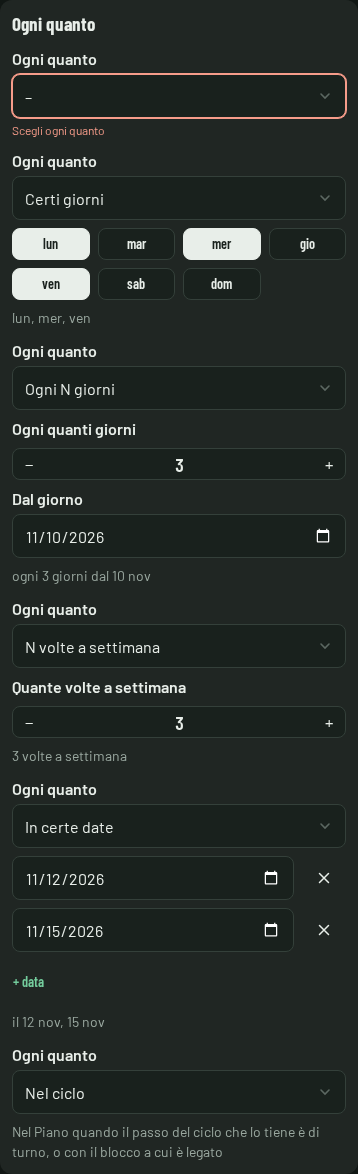 Ogni quanto
Ogni quanto
–
Scegli ogni quanto
Ogni quanto
Certi giorni
lun mar mer gio
ven sab dom
lun, mer, ven
Ogni quanto
Ogni N giorni
Ogni quanti giorni
− 3 +
Dal giorno
11/10/2026
ogni 3 giorni dal 10 nov
Ogni quanto
N volte a settimana
Quante volte a settimana
− 3 +
3 volte a settimana
Ogni quanto
In certe date
11/12/2026
11/15/2026
+ data
il 12 nov, 15 nov
Ogni quanto
Nel ciclo
Nel Piano quando il passo del ciclo che lo tiene è di
turno, o con il blocco a cui è legato